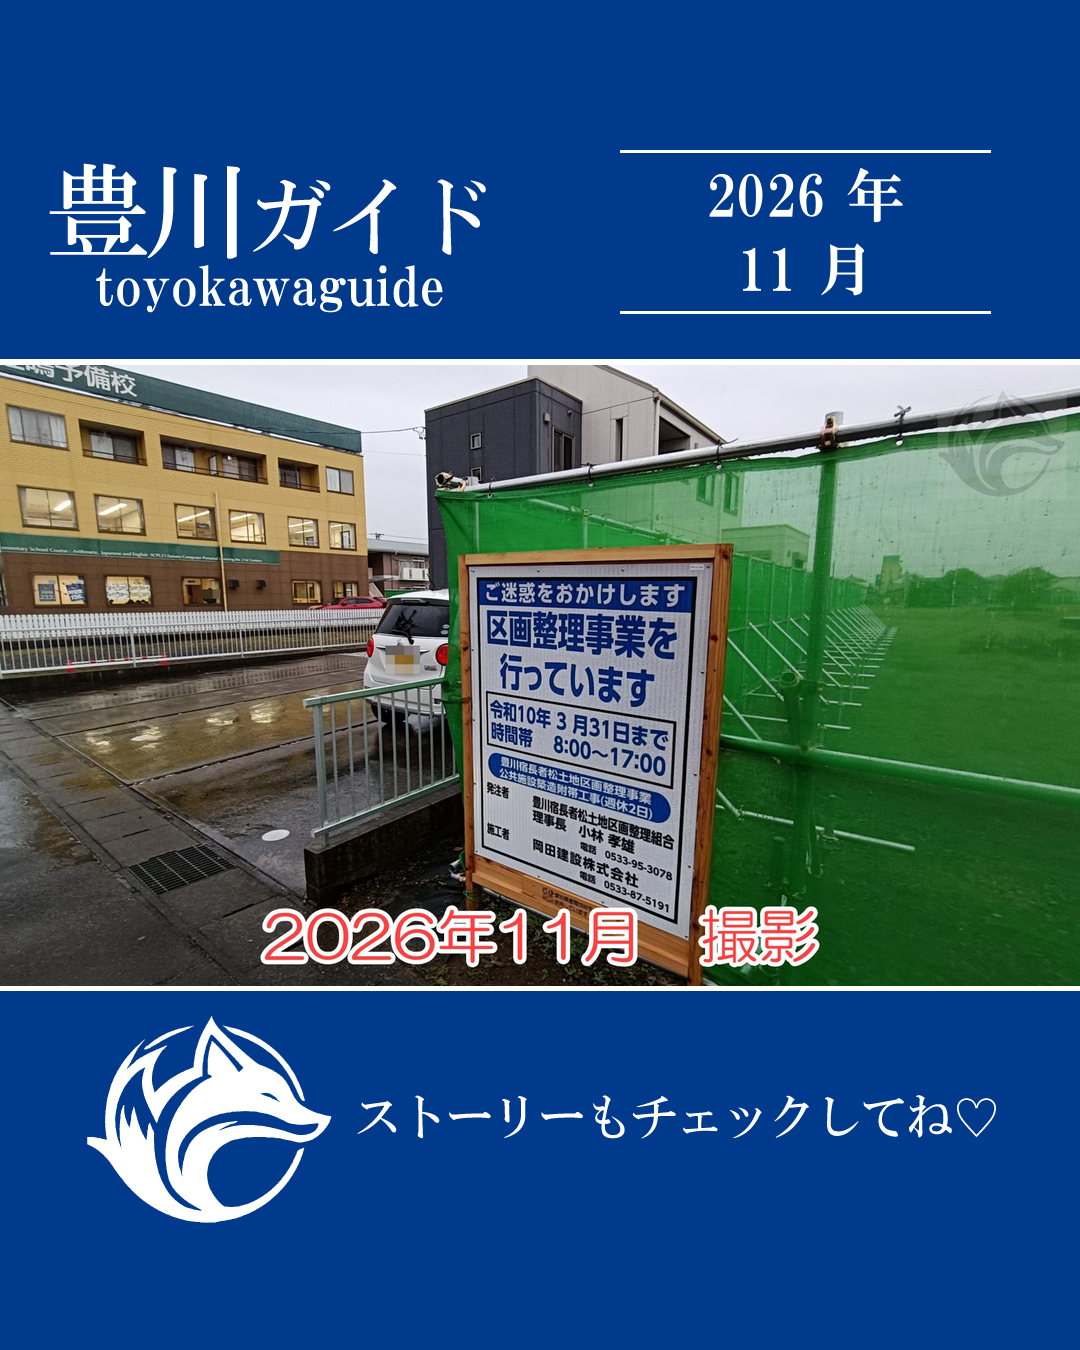 豊川ガイド
toyokawaguide
2026 年
11 月
予備校
ご迷惑をおかけします
区画整理事業を
行っています
令和10年 3 月31日まで
時間帯 8:00～17:00
豊川宿長者松土地区画整理事業
公共施設築造附帯工事(週休2日)
発注者
豊川宿長者松土地区画整理組合
理事長 小林 孝雄
電話 0533-95-3078
施工者
岡田建設株式会社
電話 0533-87-5191
2026年11月 撮影
ストーリーもチェックしてね♡